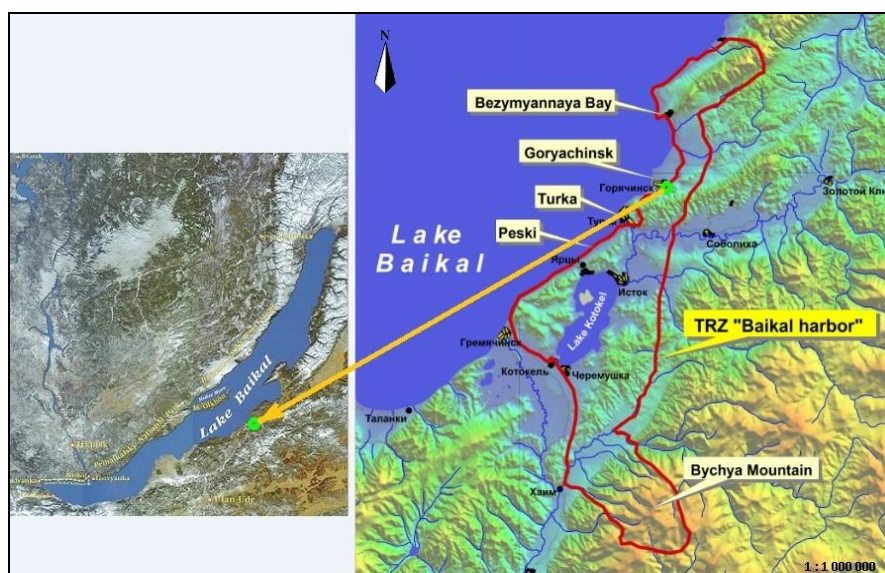 N
Bezymyannaya Bay
Goryachinsk
Горячинск
Золотой Клю
Turka
Турка
Peski
Соболиха
Lake
Baikal
Ярцы
Исток
Lake Kotokel
TRZ "Baikal harbor"
Гремячинск
Котокель
Черемушка
Таланки
Bychya Mountain
Хаим
1:1 000 000
Lake Baikal
Irkutsk
Listvyanka
Ulan Ude